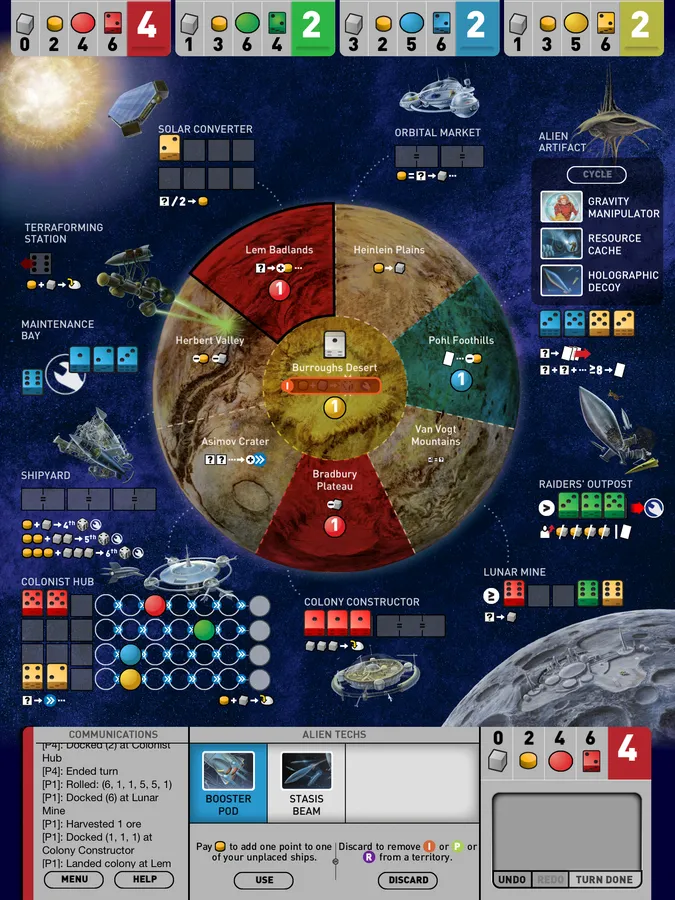 0 2 4 6 4
1 3 6 4 2
3 2 5 6 2
1 3 5 6 2
SOLAR CONVERTER
? / 2 → 
ORBITAL MARKET
= =
= ? → ...
ALIEN
ARTIFACT
CYCLE
GRAVITY
MANIPULATOR
RESOURCE
CACHE
HOLOGRAPHIC
DECOY
? →
? + ? + ... ≥8 →
TERRAFORMING
STATION
+ →
MAINTENANCE
BAY
Lem Badlands
? → + ...
1
Heinlein Plains
→
Herbert Valley
Pohl Foothills
... -
1
Burroughs Desert
I
1
Asimov Crater
? ? ... → +
Van Vogt
Mountains
Bradbury
Plateau
1
SHIPYARD
= = =
+ → 4th
+ → 5th
+ → 6th
RAIDERS' OUTPOST
>
COLONIST HUB
? → ...
+ →
COLONY CONSTRUCTOR
= =
→
LUNAR MINE
≥
? →
COMMUNICATIONS
[P4]: Docked (2) at Colonist
Hub
[P4]: Ended turn
[P1]: Rolled: (6, 1, 1, 5, 5, 1)
[P1]: Docked (6) at Lunar
Mine
[P1]: Harvested 1 ore
[P1]: Docked (1, 1, 1) at
Colony Constructor
[P1]: Landed colony at Lem
MENU HELP
ALIEN TECHS
BOOSTER
POD
STASIS
BEAM
Pay to add one point to one
of your unplaced ships.
USE
Discard to remove I or P or
R from a territory.
DISCARD
0 2 4 6 4
UNDO REDO TURN DONE